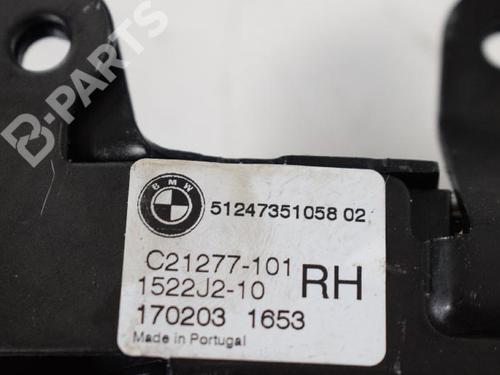 B-PARTS
BMW
51247351058 02
C21277-101
1522J2-10 RH
170203 1653
Made in Portugal